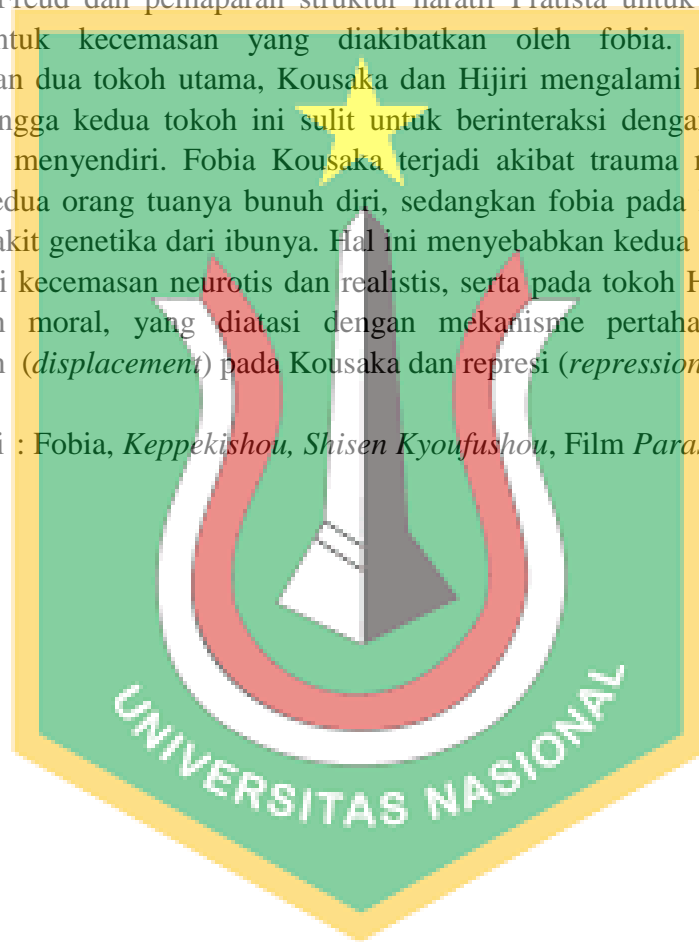 Freud dan pemaparan struktur naratif Pratista untuk
ntuk kecemasan yang diakibatkan oleh fobia.
an dua tokoh utama, Kousaka dan Hijiri mengalami
ngga kedua tokoh ini sulit untuk berinteraksi denga
menyendiri. Fobia Kousaka terjadi akibat trauma
edua orang tuanya bunuh diri, sedangkan fobia pada
akit genetika dari ibunya. Hal ini menyebabkan kedua
i kecemasan neurotis dan realistis, serta pada tokoh H
n moral, yang diatasi dengan mekanisme pertaha
n (displacement) pada Kousaka dan represi (repression
i : Fobia, Keppekishou, Shisen Kyoufushou, Film Para
UNIVERSITAS NASIONAL